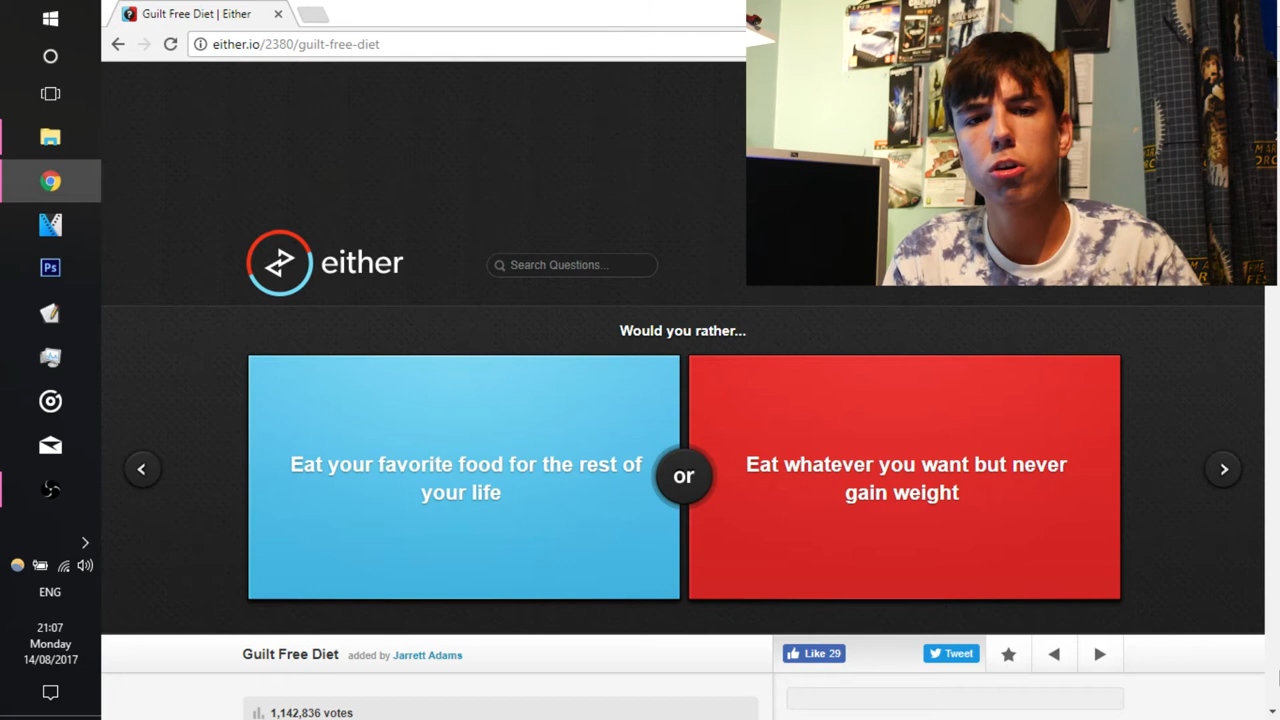 Guilt Free Diet | Either
either.io/2380/guilt-free-diet
either
Search Questions...
Would you rather...
Eat your favorite food for the rest of
your life
or
Eat whatever you want but never
gain weight
Ps
ENG
21:07
Monday
14/08/2017
Guilt Free Diet added by Jarrett Adams
Like 29
Tweet
1,142,836 votes